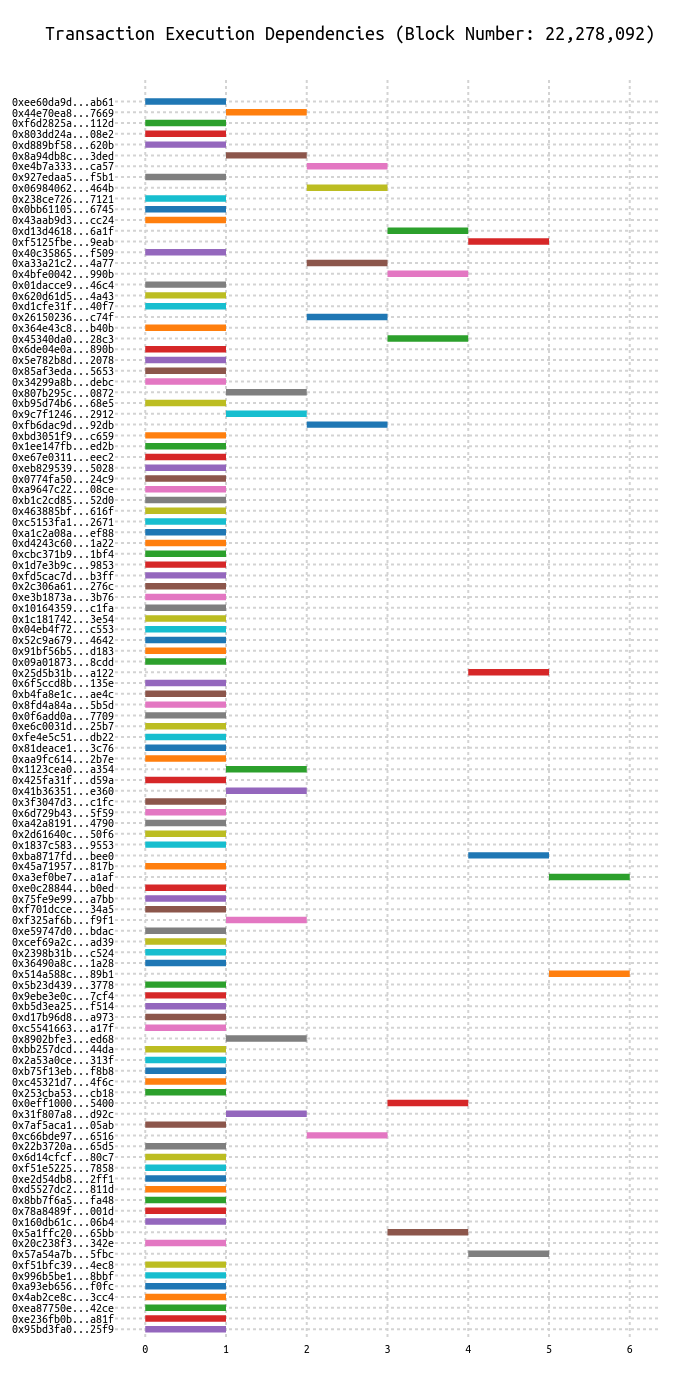 Transaction Execution Dependencies (Block Number: 22,278,092)
0xee60da9d...ab61
0x44e70ea8...7669
0xf6d2825a...112d
0x803dd24a...08e2
0xd889bf58...620b
0x8a94db8c...3ded
0xe4b7a333...ca57
0x927edaa5...f5b1
0x06984062...464b
0x238ce726...7121
0x0bb61105...6745
0x43aab9d3...cc24
0xd13d4618...6a1f
0xf5125fbe...9eab
0x40c35865...f509
0xa33a21c2...4a77
0x4bfe0042...990b
0x01dacce9...46c4
0x620d61d5...4a43
0xd1cfe31f...40f7
0x26150236...c74f
0x364e43c8...b40b
0x45340da0...28c3
0x6de04e0a...890b
0x5e782b8d...2078
0x85af3eda...5653
0x34299a8b...debc
0x807b295c...0872
0xb95d74b6...68e5
0x9c7f1246...2912
0xfb6dac9d...92db
0xbd3051f9...c659
0x1ee147fb...ed2b
0xe67e0311...eec2
0xeb829539...5028
0x0774fa50...24c9
0xa9647c22...08ce
0xb1c2cd85...52d0
0x463885bf...616f
0xc5153fa1...2671
0xa1c2a08a...ef88
0xd4243c60...1a22
0xcbc371b9...1bf4
0x1d7e3b9c...9853
0xfd5cac7d...b3ff
0x2c306a61...276c
0xe3b1873a...3b76
0x10164359...c1fa
0x1c181742...3e54
0x04eb4f72...c553
0x52c9a679...4642
0x91bf56b5...d183
0x09a01873...8cdd
0x25d5b31b...a122
0x6f5ccd8b...135e
0xb4fa8e1c...ae4c
0x8fd4a84a...5b5d
0x0f6add0a...7709
0xe6c0031d...25b7
0xfe4e5c51...db22
0x81deace1...3c76
0xaa9fc614...2b7e
0x1123cea0...a354
0x425fa31f...d59a
0x41b36351...e360
0x3f3047d3...c1fc
0x6d729b43...5f59
0xa42a8191...4790
0x2d61640c...50f6
0x1837c583...9553
0xba8717fd...bee0
0x45a71957...817b
0xa3ef0be7...a1af
0xe0c28844...b0ed
0x75fe9e99...a7bb
0xf701dcce...34a5
0xf325af6b...f9f1
0xe59747d0...bdac
0xcef69a2c...ad39
0x2398b31b...c524
0x36490a8c...1a28
0x514a588c...89b1
0x5b23d439...3778
0x9ebe3e0c...7cf4
0xb5d3ea25...f514
0xd17b96d8...a973
0xc5541663...a17f
0x8902bfe3...ed68
0xbb257dcd...44da
0x2a53a0ce...313f
0xb75f13eb...f8b8
0xc45321d7...4f6c
0x253cba53...cb18
0x0eff1000...5400
0x31f807a8...d92c
0x7af5aca1...05ab
0xc66bde97...6516
0x22b3720a...65d5
0x6d14cfcf...80c7
0xf51e5225...7858
0xe2d54db8...2ff1
0xd5527dc2...811d
0x8bb7f6a5...fa48
0x78a8489f...001d
0x160db61c...06b4
0x5a1ffc20...65bb
0x20c238f3...342e
0x57a54a7b...5fbc
0xf51bfc39...4ec8
0x996b5be1...8bbf
0xa93eb656...f0fc
0x4ab2ce8c...3cc4
0xea87750e...42ce
0xe236fb0b...a81f
0x95bd3fa0...25f9
0 1 2 3 4 5 6